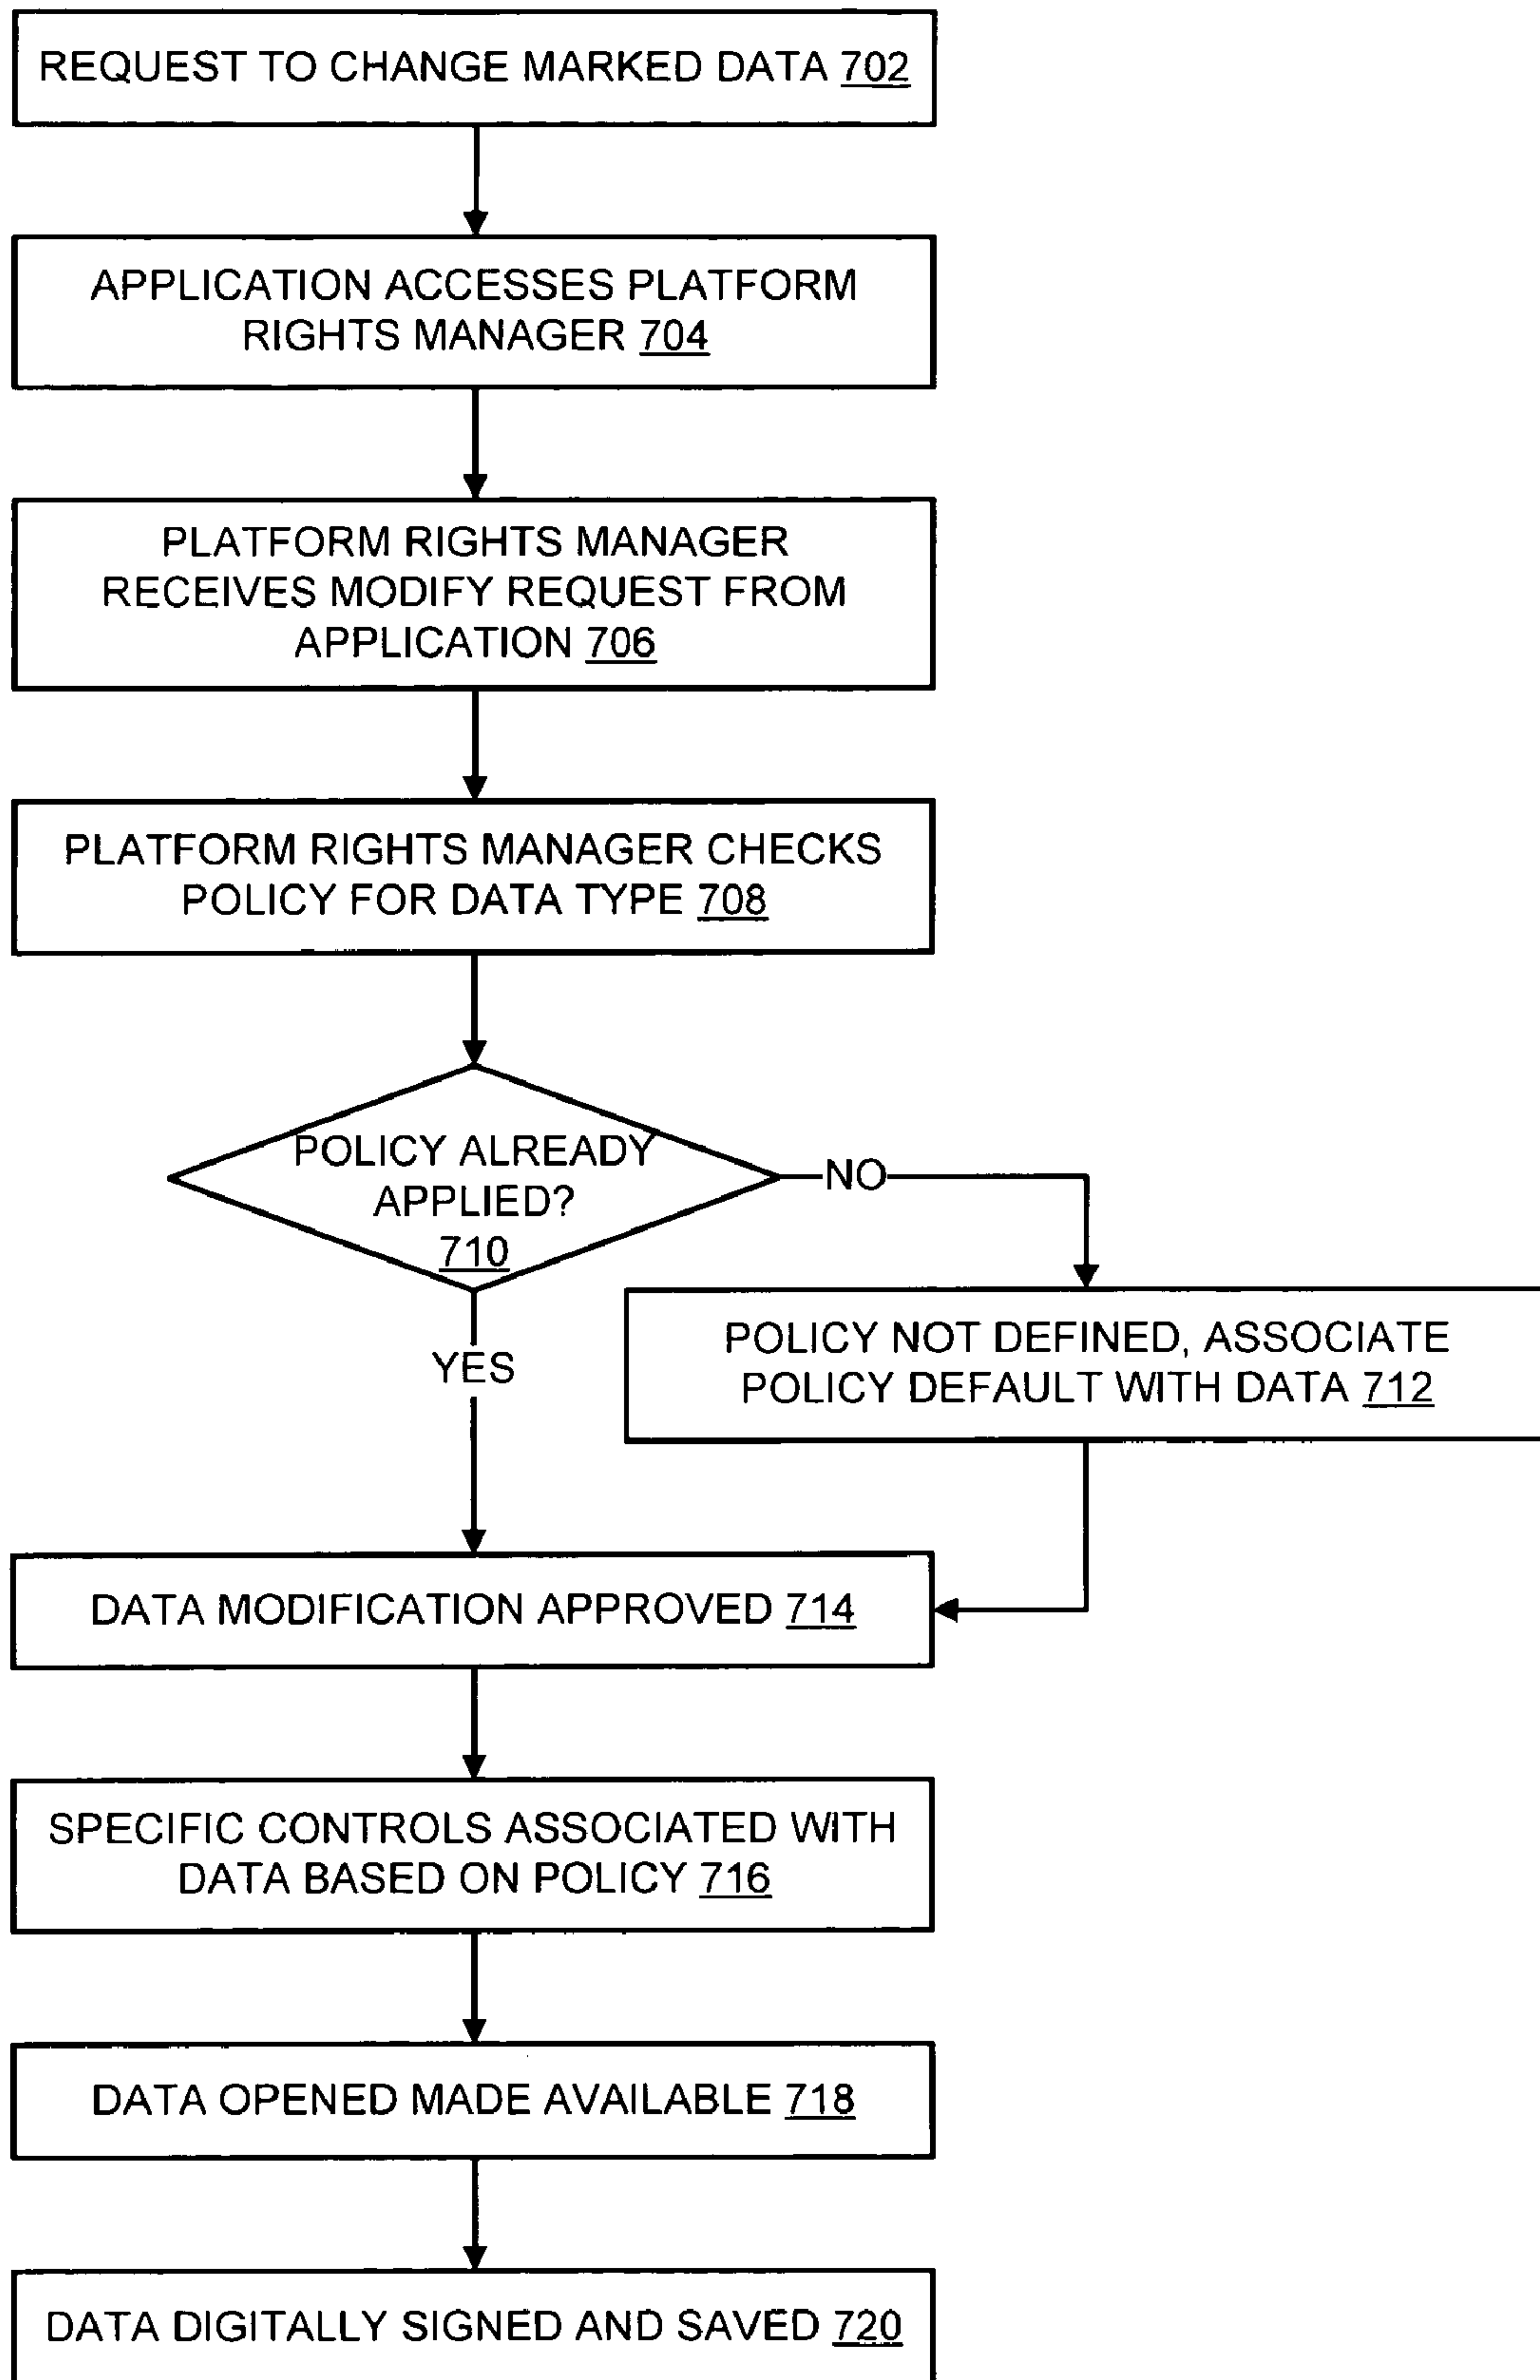 REQUEST TO CHANGE MARKED DATA 702
APPLICATION ACCESSES PLATFORM
RIGHTS MANAGER 704
PLATFORM RIGHTS MANAGER
RECEIVES MODIFY REQUEST FROM
APPLICATION 706
PLATFORM RIGHTS MANAGER CHECKS
POLICY FOR DATA TYPE 708
POLICY ALREADY
APPLIED?
710
NO
YES
POLICY NOT DEFINED, ASSOCIATE
POLICY DEFAULT WITH DATA 712
DATA MODIFICATION APPROVED 714
SPECIFIC CONTROLS ASSOCIATED WITH
DATA BASED ON POLICY 716
DATA OPENED MADE AVAILABLE 718
DATA DIGITALLY SIGNED AND SAVED 720